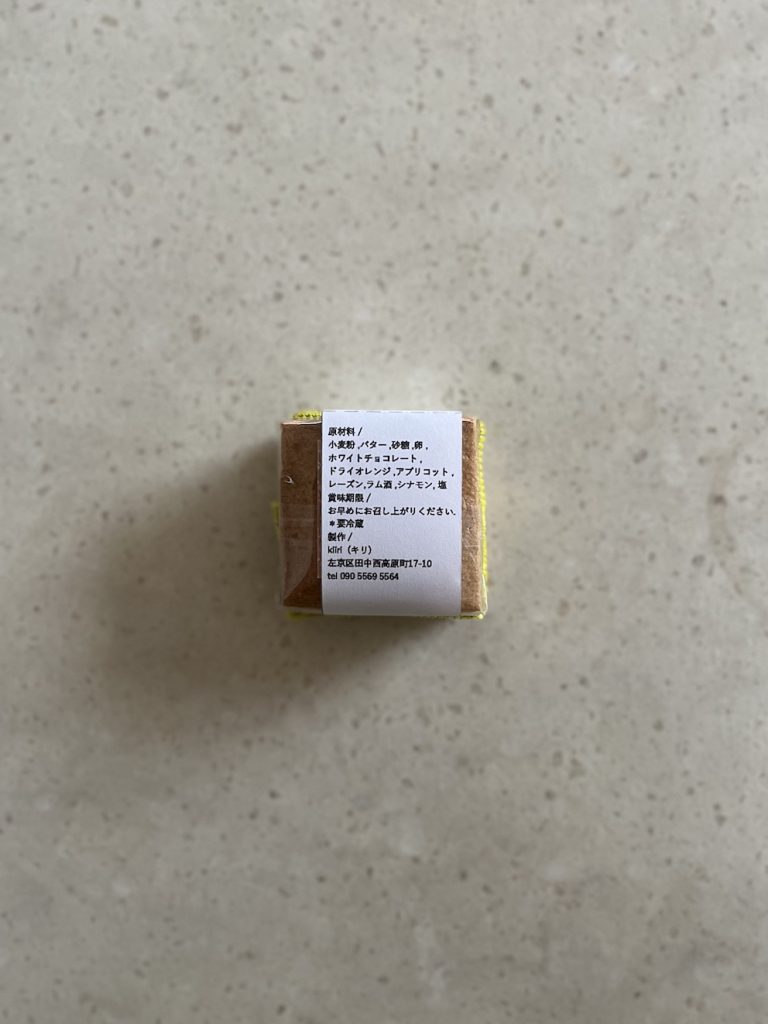 原材料 /
小麦粉 ,バター ,砂糖 ,卵 ,
ホワイトチョコレート ,
ドライオレンジ ,アプリコット ,
レーズン,ラム酒 ,シナモン, 塩
賞味期限 /
お早めにお召し上がりください.
＊要冷蔵
製作 /
kiiri（キリ）
左京区田中西高原町17-10
tel 090 5569 5564